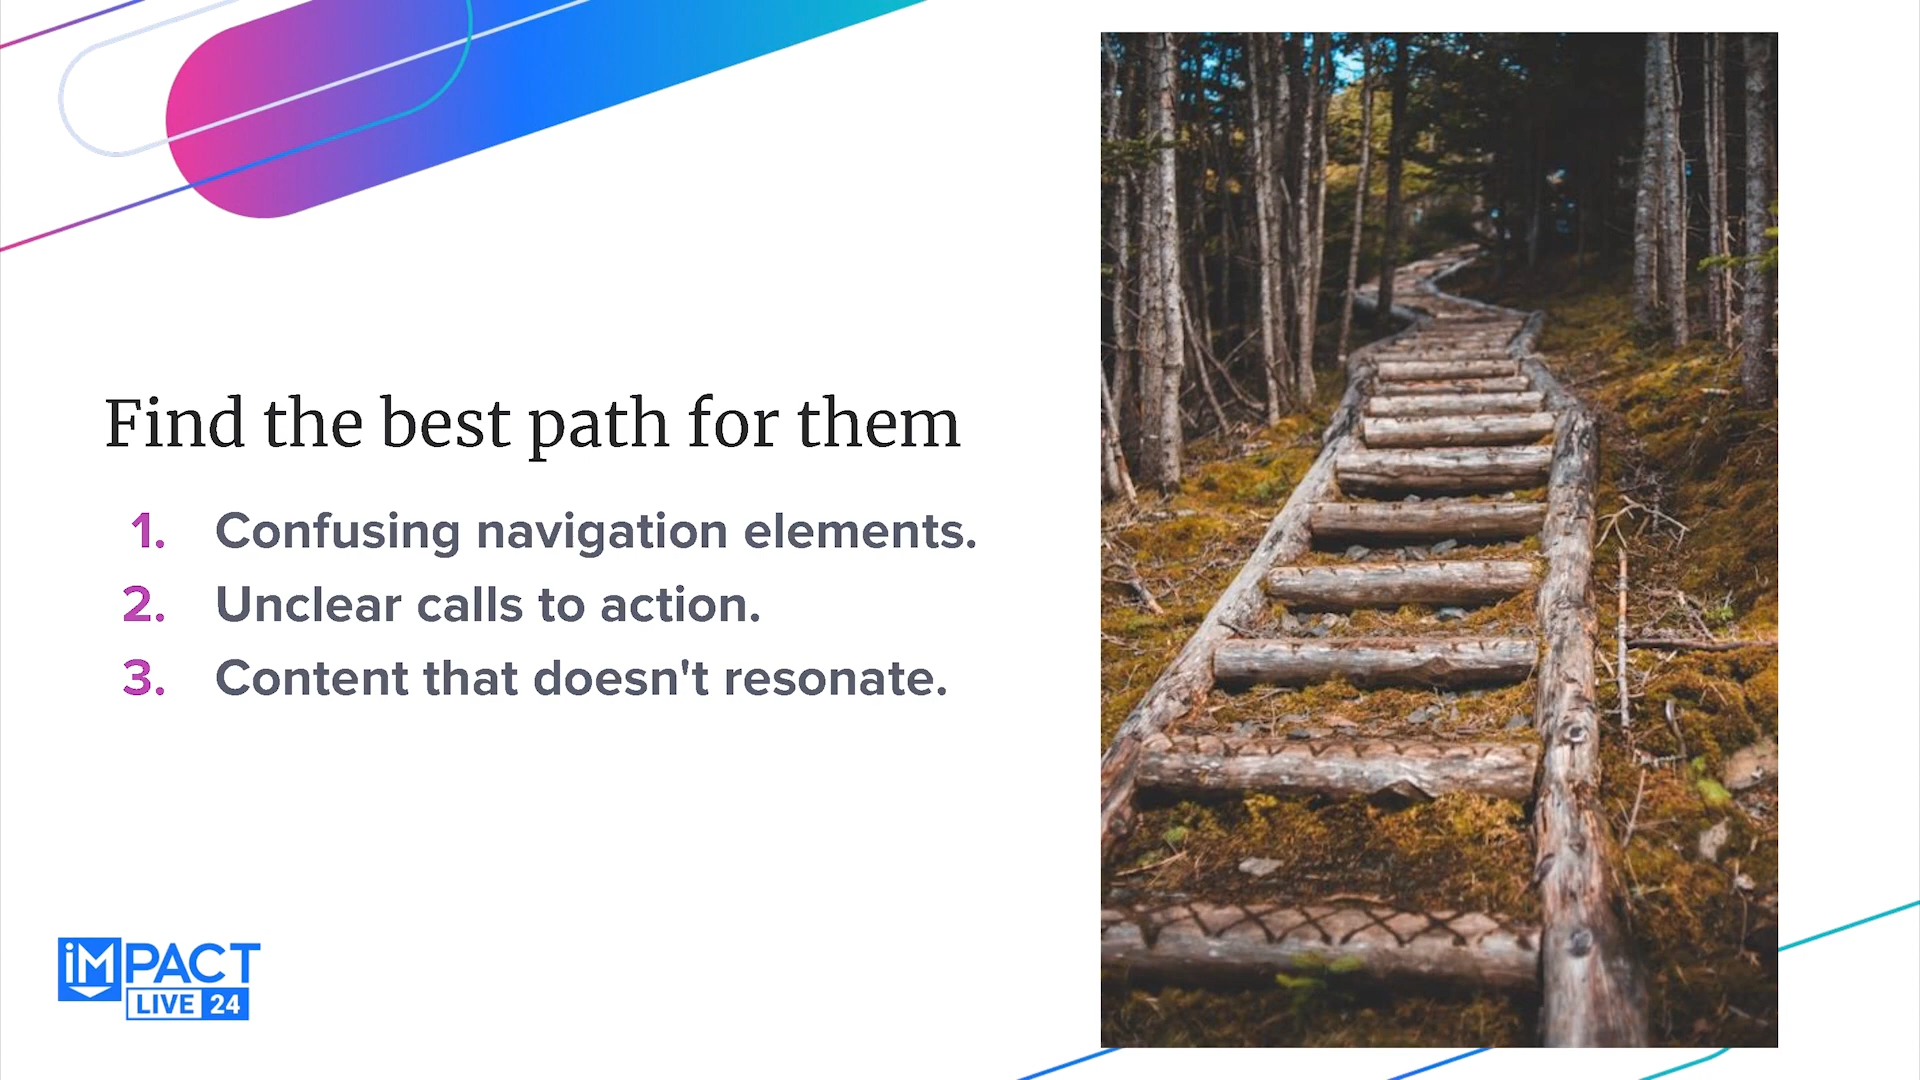 Find the best path for them
1. Confusing navigation elements.
2. Unclear calls to action.
3. Content that doesn't resonate.
iMPACT
LIVE 24